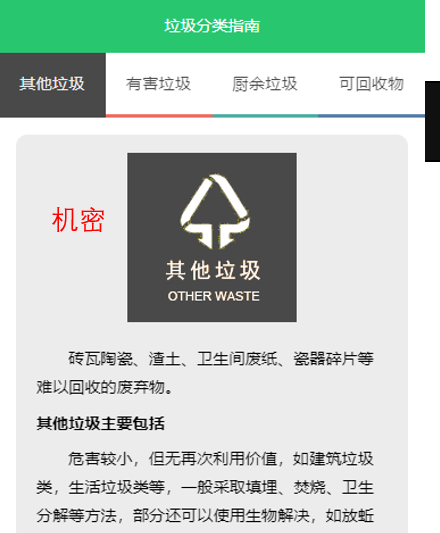 垃圾分类指南
其他垃圾 有害垃圾 厨余垃圾 可回收物
机密
其他垃圾
OTHER WASTE
砖瓦陶瓷、渣土、卫生间废纸、瓷器碎片等
难以回收的废弃物。
其他垃圾主要包括
危害较小，但无再次利用价值，如建筑垃圾
类，生活垃圾类等，一般采取填埋、焚烧、卫生
分解等方法，部分还可以使用生物解决，如放蚯